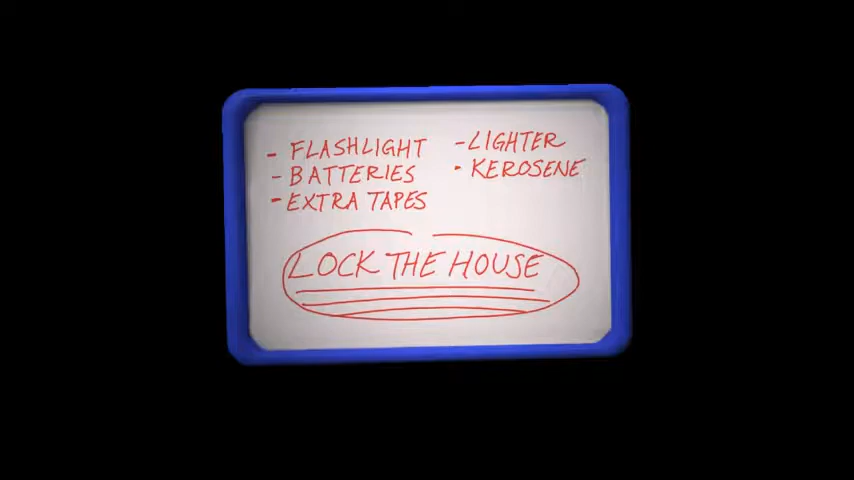 - FLASHLIGHT
- BATTERIES
- EXTRA TAPES
- LIGHTER
- KEROSENE
LOCK THE HOUSE